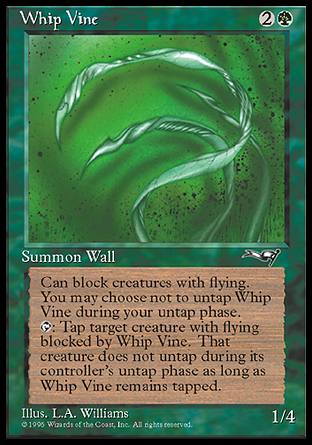 Whip Vine 2
Summon Wall
Can block creatures with flying.
You may choose not to untap Whip
Vine during your untap phase.
: Tap target creature with flying
blocked by Whip Vine. That
creature does not untap during its
controller's untap phase as long as
Whip Vine remains tapped.
Illus. L.A. Williams
© 1996 Wizards of the Coast, Inc. All rights reserved.
1/4